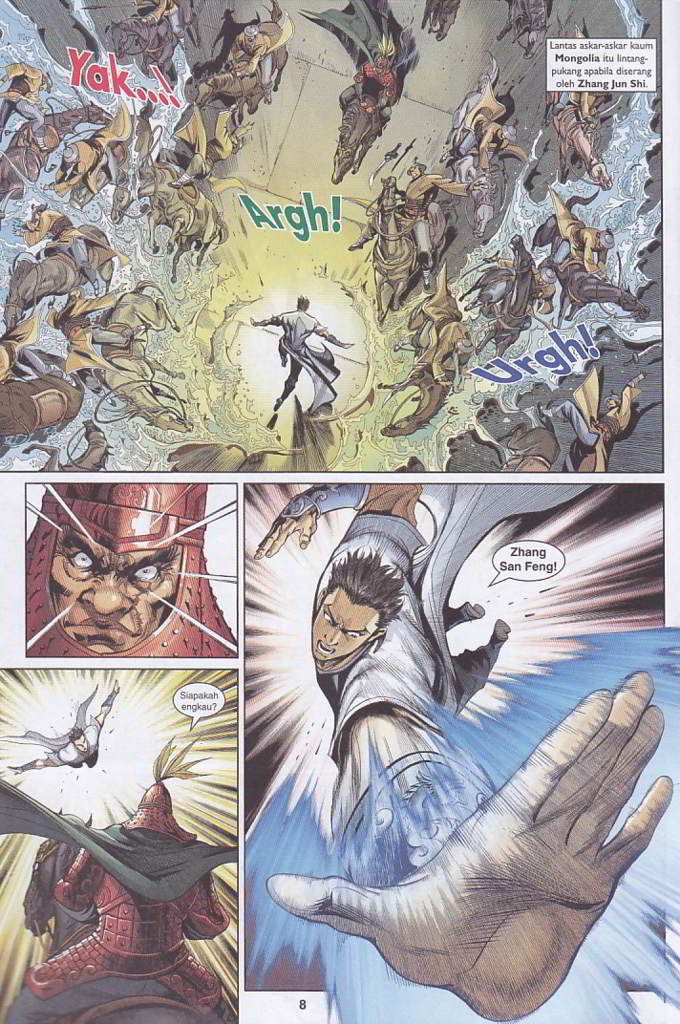 Yak....!
Lantas askar-askar kaum
Mongolia itu lintang-
pukang apabila diserang
oleh Zhang Jun Shi.
Argh!
Urgh!
Siapakah
engkau?
Zhang
San Feng!
8